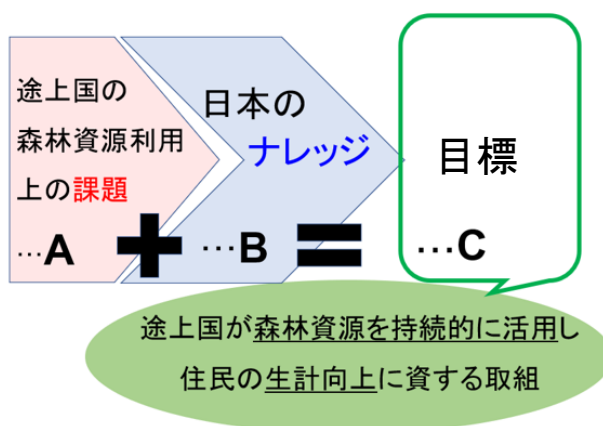 途上国の
森林資源利用
上の課題
…A
日本の
ナレッジ
…B
目標
…C
途上国が森林資源を持続的に活用し
住民の生計向上に資する取組